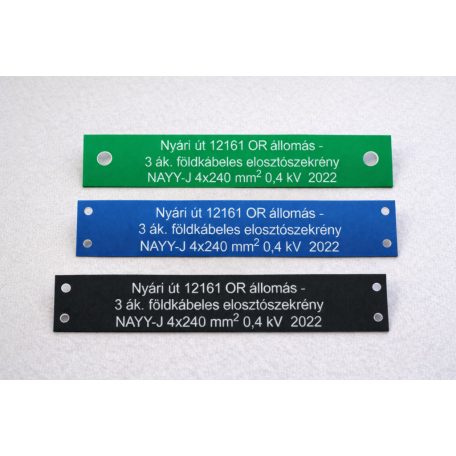 Nyári út 12161 OR állomás -
3 ák. földkábeles elosztószekrény
NAYY-J 4x240 mm² 0,4 kV 2022
Nyári út 12161 OR állomás -
3 ák. földkábeles elosztószekrény
NAYY-J 4x240 mm² 0,4 kV 2022
Nyári út 12161 OR állomás -
3 ák. földkábeles elosztószekrény
NAYY-J 4x240 mm² 0,4 kV 2022